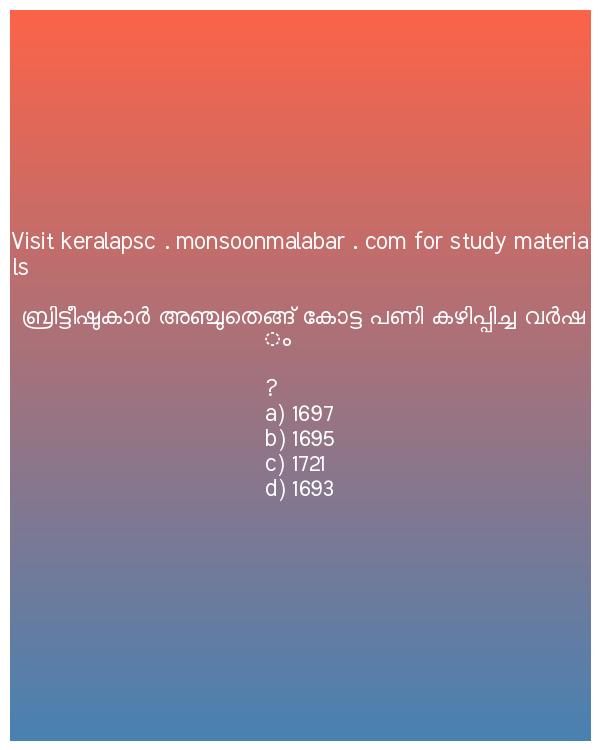 Visit keralapsc . monsoonmalabar . com for study materia
ls
ബ്രിട്ടീഷുകാർ അഞ്ചുതെങ്ങ് കോട്ട പണി കഴിപ്പിച്ച വർഷ
ം
?
a) 1697
b) 1695
c) 1721
d) 1693